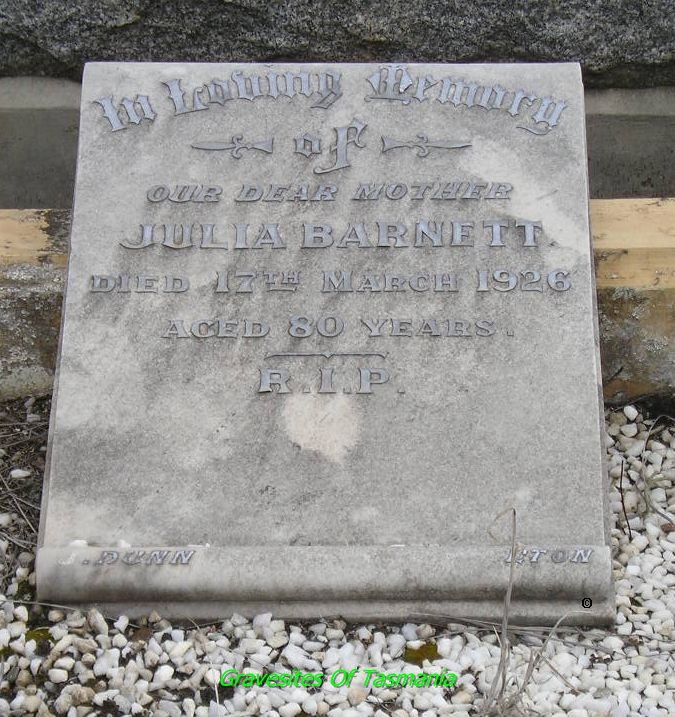 In Loving Memory
of
OUR DEAR MOTHER
JULIA BARNETT.
DIED 17TH MARCH 1926
AGED 80 YEARS.
R.I.P.
DUNN
©
Gravesites Of Tasmania